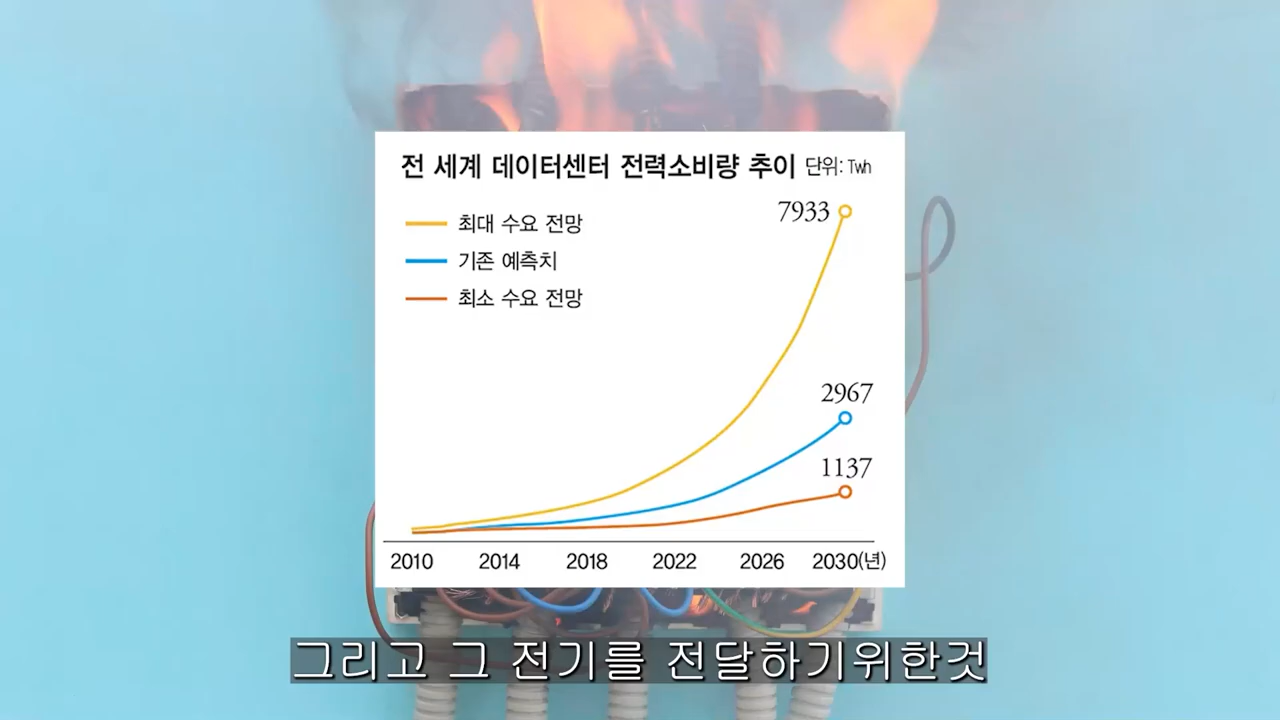 전 세계 데이터센터 전력소비량 추이 단위: Twh
최대 수요 전망
기존 예측치
최소 수요 전망
7933
2967
1137
2010 2014 2018 2022 2026 2030(년)
그리고 그 전기를 전달하기위한것